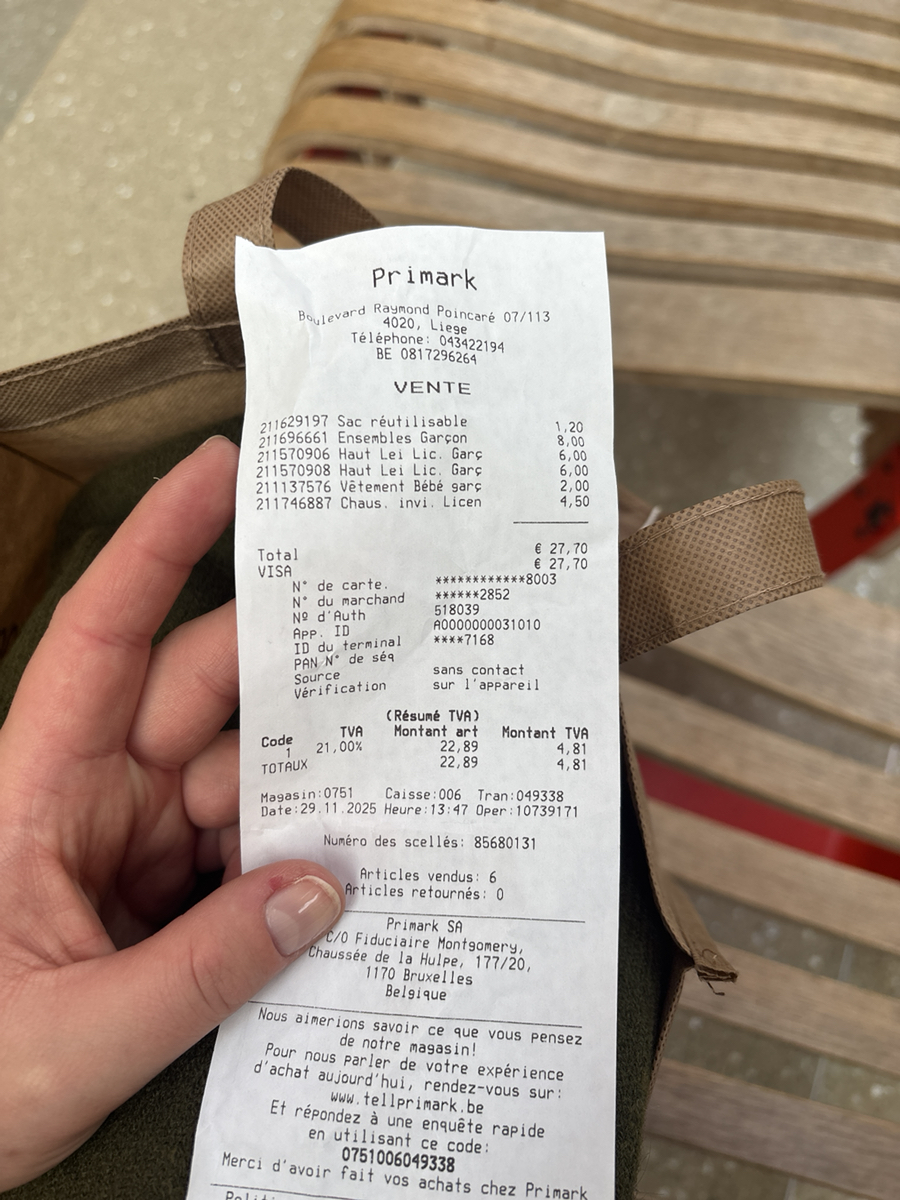 Primark
Boulevard Raymond Poincaré 07/113
4020, Liege
Téléphone: 043422194
BE 0817296264
VENTE
211629197 Sac réutilisable 1,20
211696661 Ensembles Garçon 8,00
211570906 Haut Lei Lic. Garç 6,00
211570908 Haut Lei Lic. Garç 6,00
211137576 Vêtement Bébé garç 2,00
211746887 Chaus. invi. Licen 4,50
Total € 27,70
VISA € 27,70
N° de carte. ************8003
N° du marchand ******2852
Nº d'Auth 518039
App. ID A0000000031010
ID du terminal ****7168
PAN N° de séq
Source sans contact
Vérification sur l'appareil
(Résumé TVA)
Code TVA Montant art Montant TVA
1 21,00% 22,89 4,81
TOTAUX 22,89 4,81
Magasin:0751 Caisse:006 Tran:049338
Date:29.11.2025 Heure:13:47 Oper:10739171
Numéro des scellés: 85680131
Articles vendus: 6
Articles retournés: 0
Primark SA
C/O Fiduciaire Montgomery,
Chaussée de la Hulpe, 177/20,
1170 Bruxelles
Belgique
Nous aimerions savoir ce que vous pensez
de notre magasin!
Pour nous parler de votre expérience
d'achat aujourd'hui, rendez-vous sur:
www.tellprimark.be
Et répondez à une enquête rapide
en utilisant ce code:
0751006049338
Merci d'avoir fait vos achats chez Primark